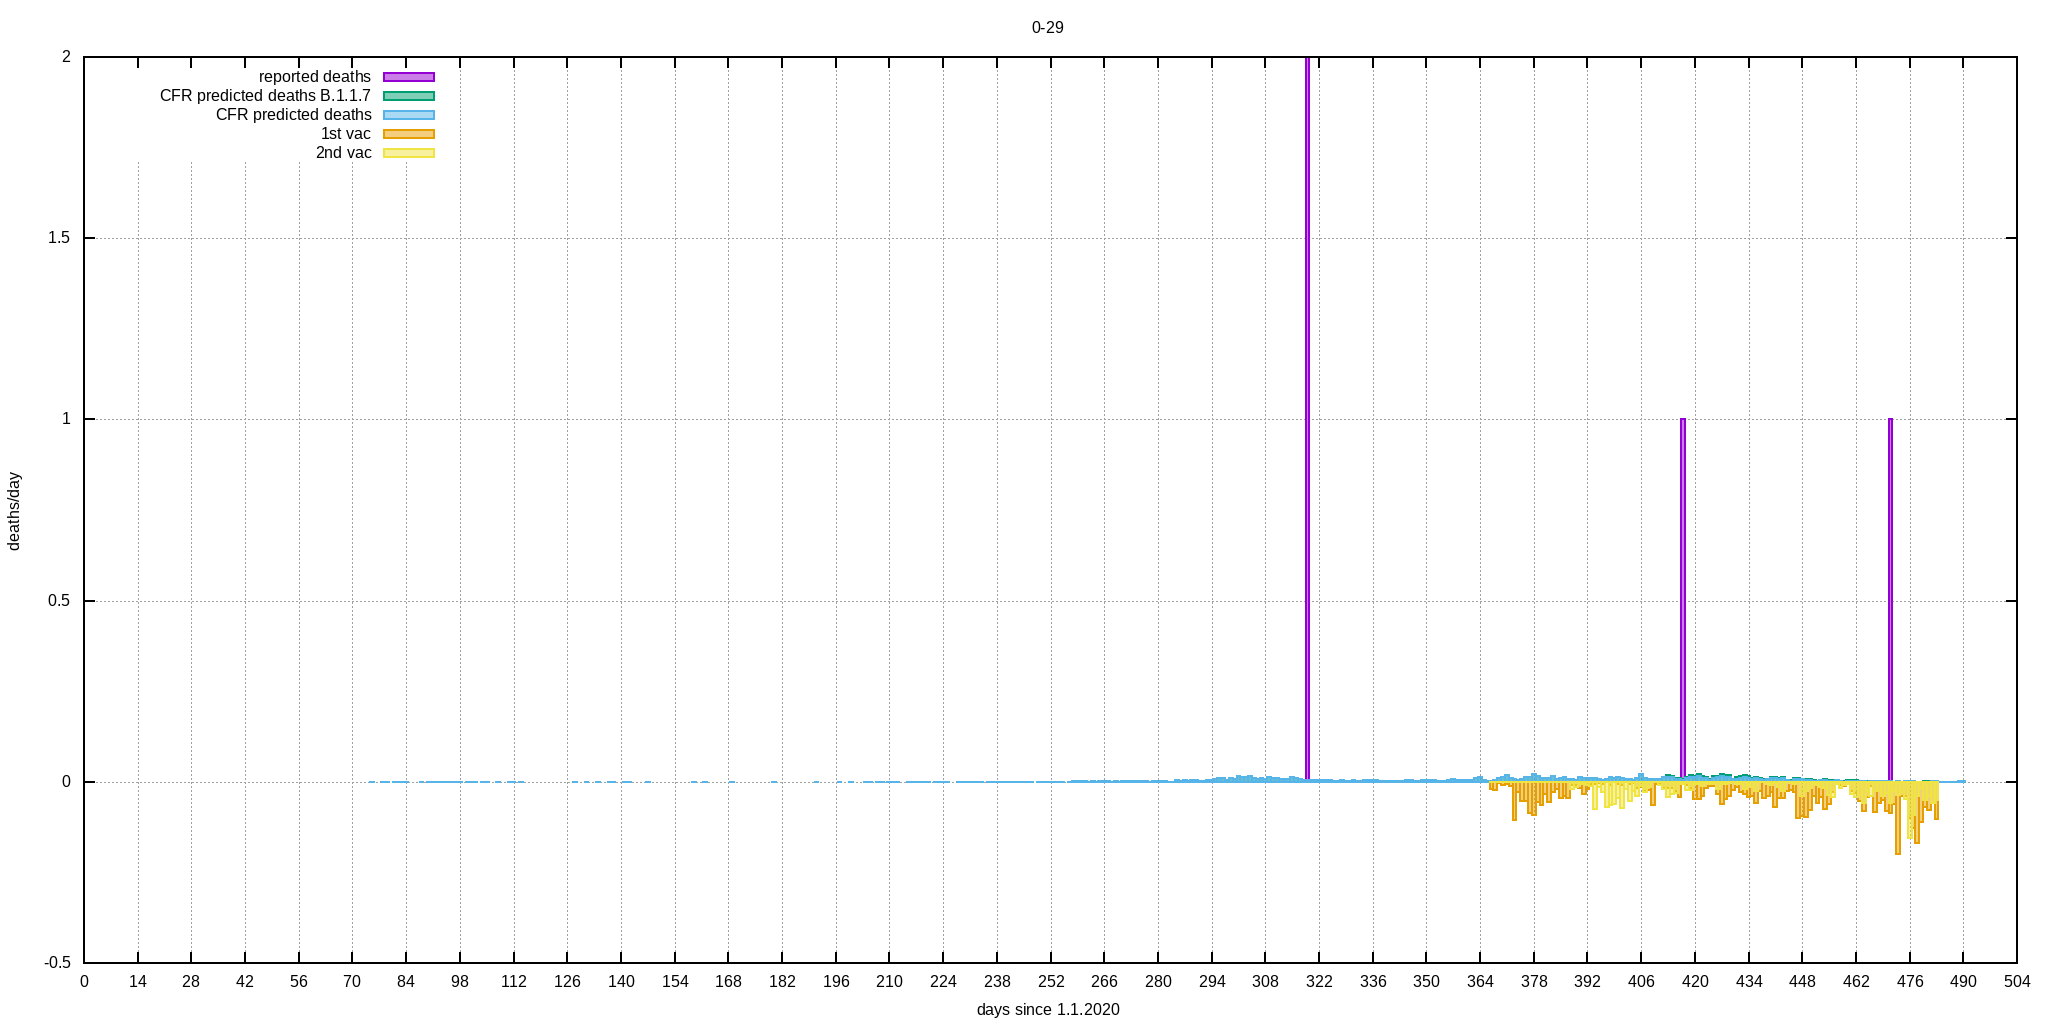 0-29
reported deaths
CFR predicted deaths B.1.1.7
CFR predicted deaths
1st vac
2nd vac
2
1.5
1
0.5
0
-0.5
deaths/day
0 14 28 42 56 70 84 98 112 126 140 154 168 182 196 210 224 238 252 266 280 294 308 322 336 350 364 378 392 406 420 434 448 462 476 490 504
days since 1.1.2020